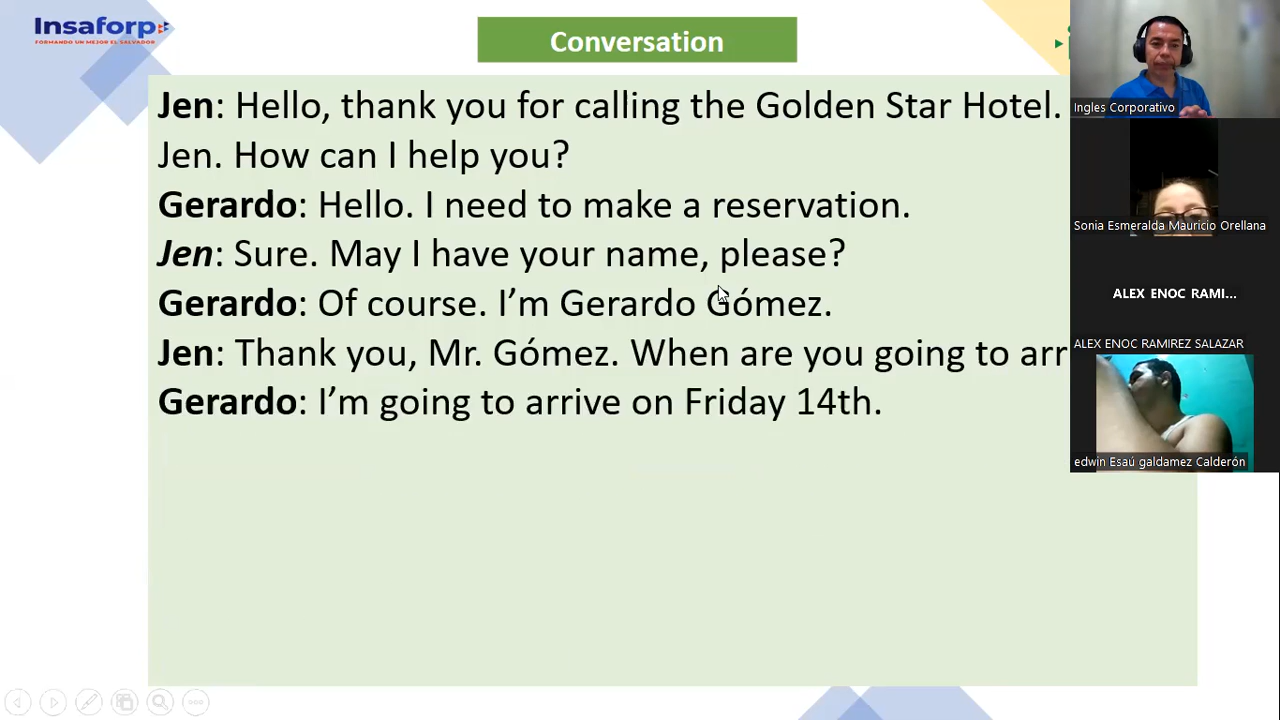 Insaforp
FORMANDO UN MEJOR EL SALVADOR
Conversation
Jen: Hello, thank you for calling the Golden Star Hotel.
Jen. How can I help you?
Gerardo: Hello. I need to make a reservation.
Jen: Sure. May I have your name, please?
Gerardo: Of course. I’m Gerardo Gómez.
Jen: Thank you, Mr. Gómez. When are you going to arr
Gerardo: I’m going to arrive on Friday 14th.
Ingles Corporativo
Sonia Esmeralda Mauricio Orellana
ALEX ENOC RAMI...
ALEX ENOC RAMIREZ SALAZAR
edwin Esaú galdamez Calderón